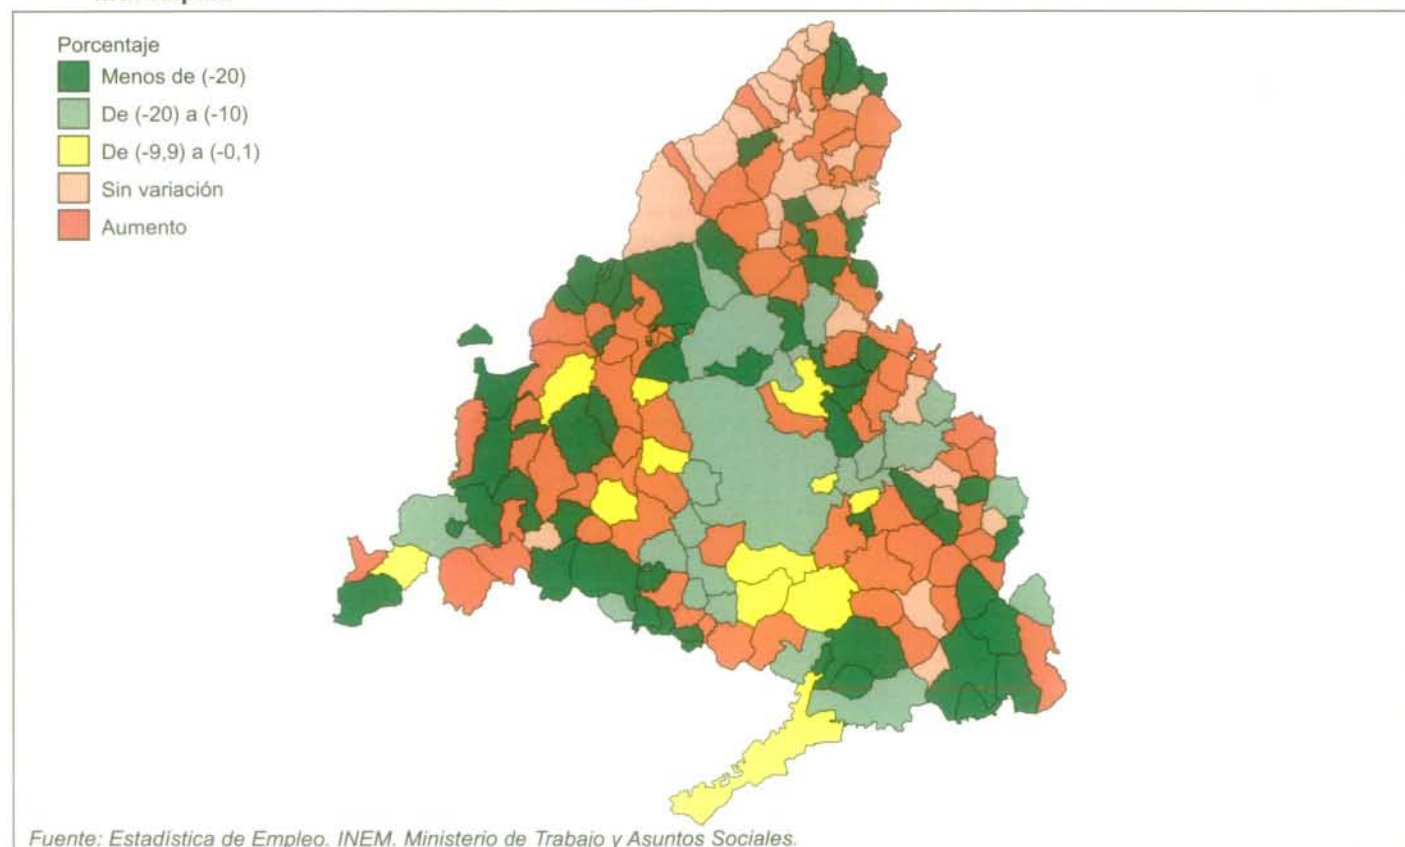 Porcentaje
Menos de (-20)
De (-20) a (-10)
De (-9,9) a (-0,1)
Sin variación
Aumento
Fuente: Estadística de Empleo. INEM. Ministerio de Trabajo y Asuntos Sociales.